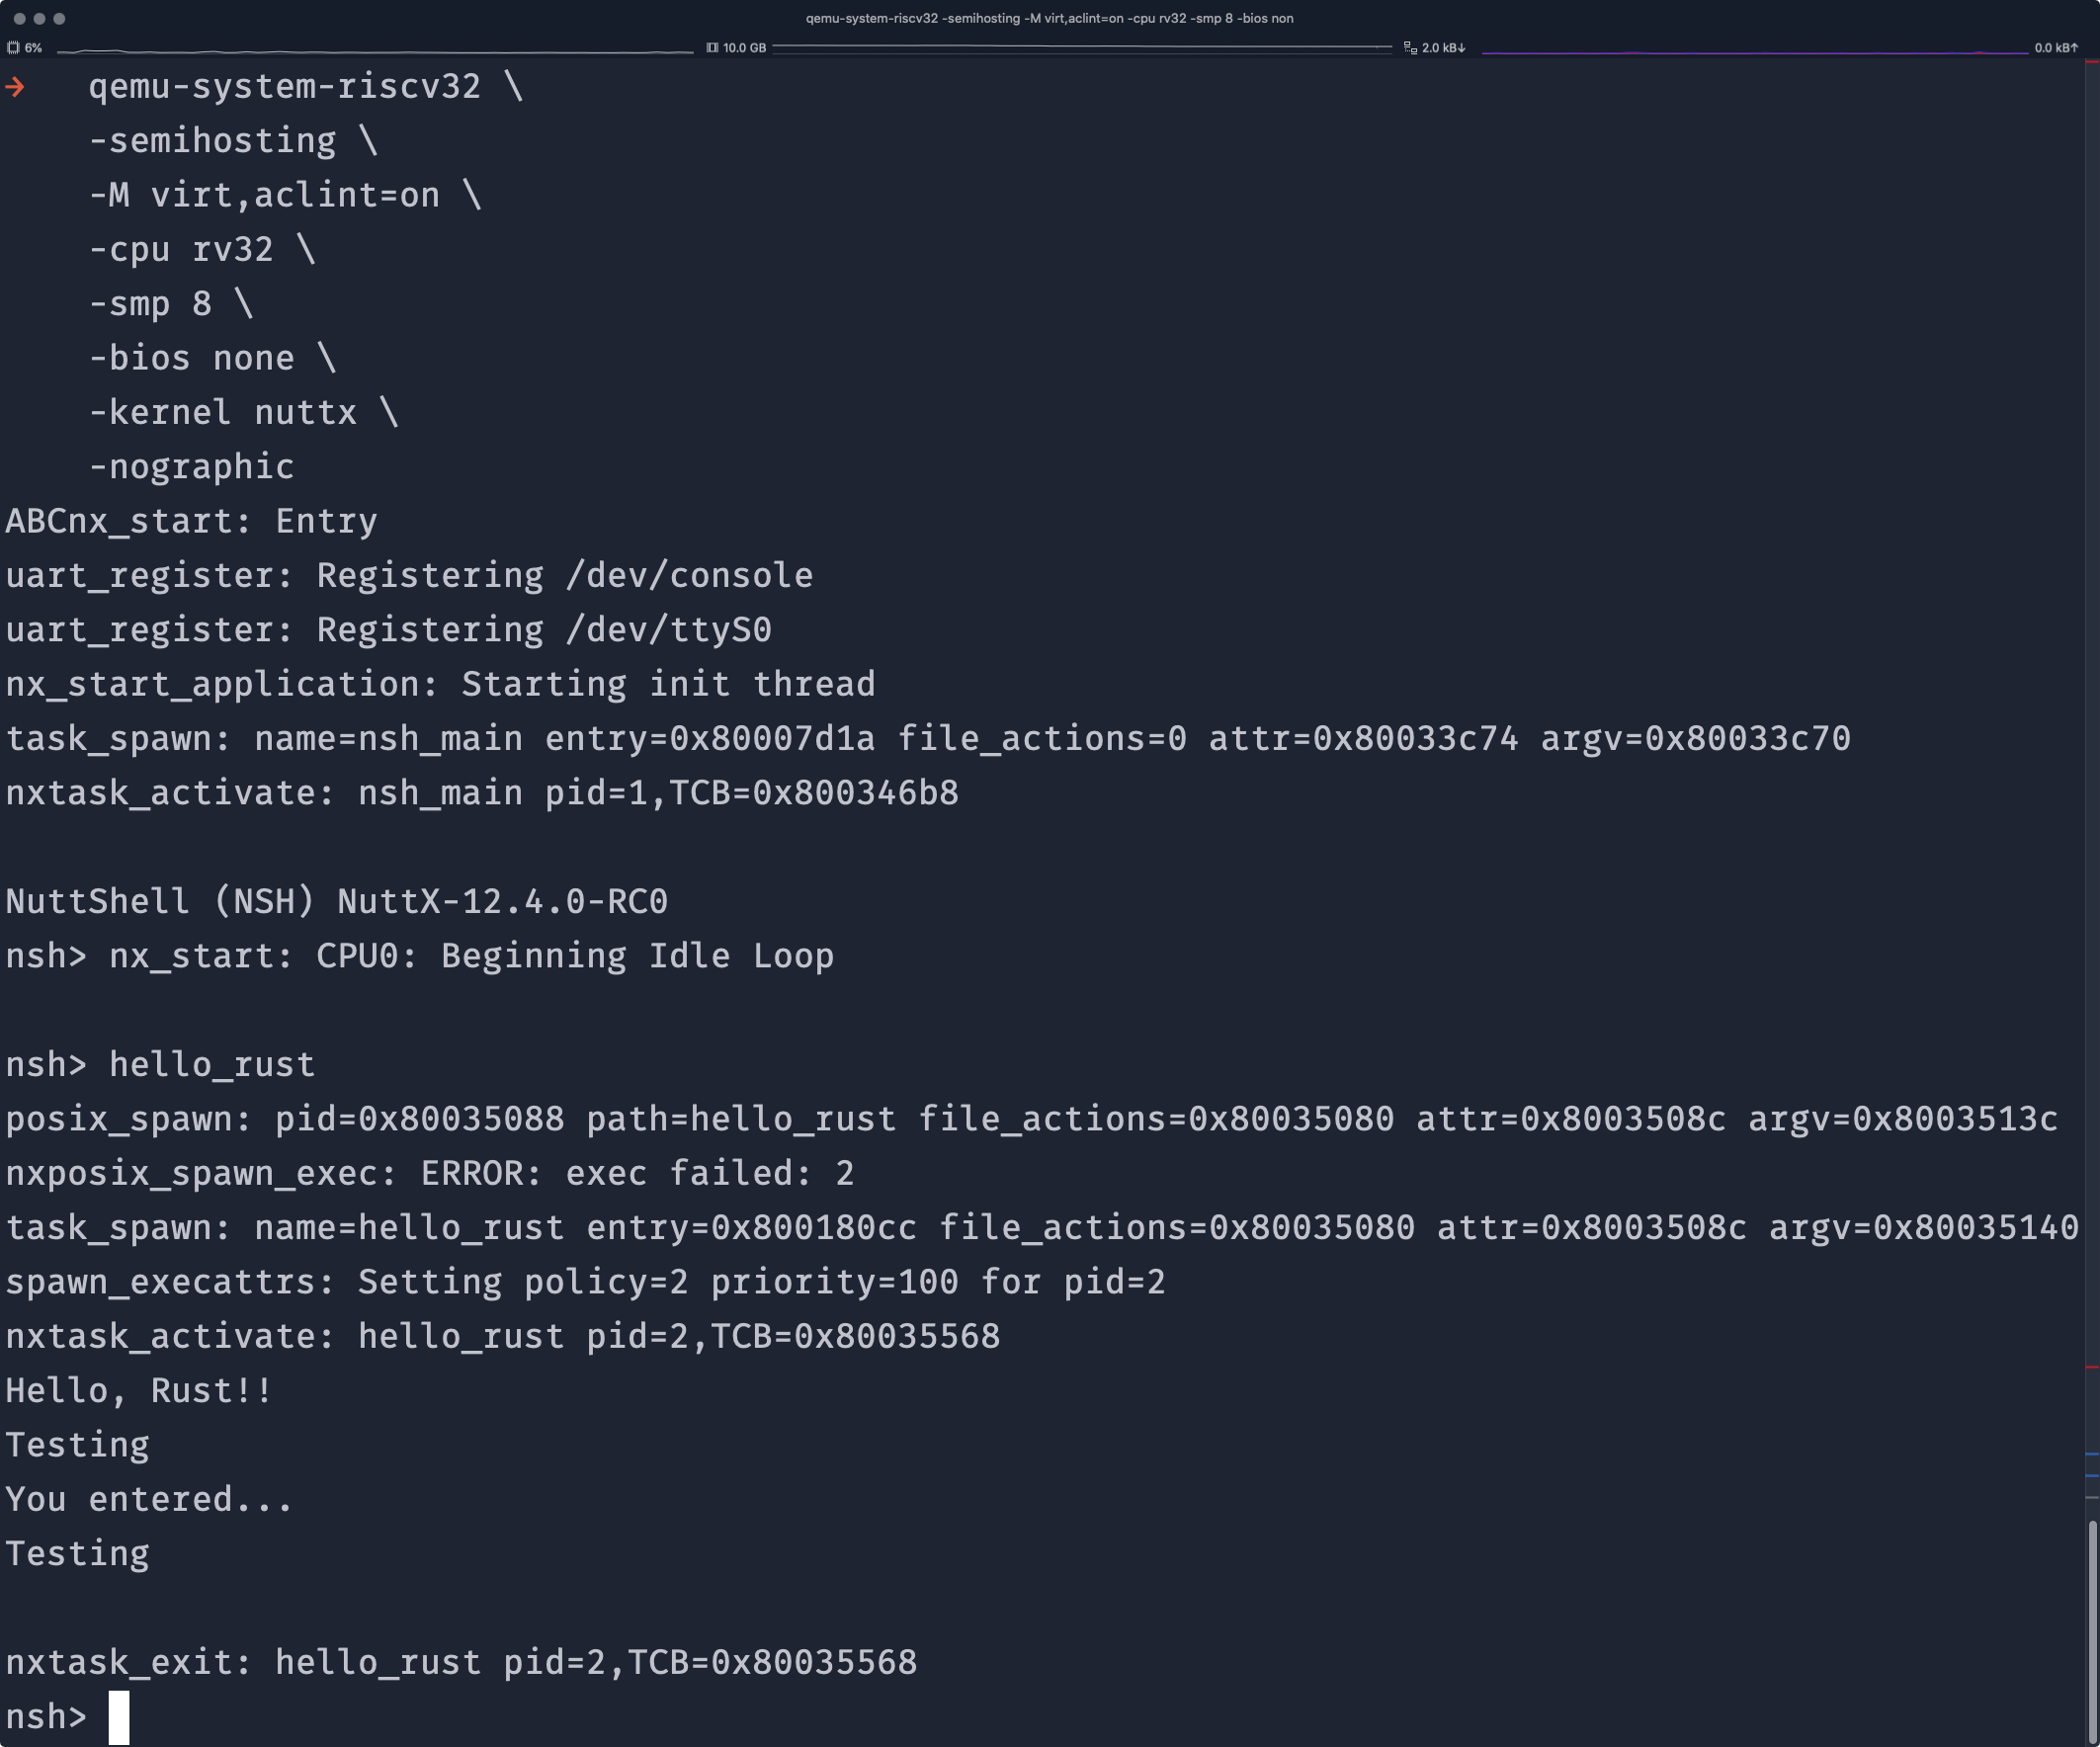 qemu-system-riscv32 -semihosting -M virt,aclint=on -cpu rv32 -smp 8 -bios non
6% 10.0 GB 2.0 kB↓ 0.0 kB↑
→ qemu-system-riscv32 \
-semihosting \
-M virt,aclint=on \
-cpu rv32 \
-smp 8 \
-bios none \
-kernel nuttx \
-nographic
ABCnx_start: Entry
uart_register: Registering /dev/console
uart_register: Registering /dev/ttyS0
nx_start_application: Starting init thread
task_spawn: name=nsh_main entry=0x80007d1a file_actions=0 attr=0x80033c74 argv=0x80033c70
nxtask_activate: nsh_main pid=1,TCB=0x800346b8
NuttShell (NSH) NuttX-12.4.0-RC0
nsh> nx_start: CPU0: Beginning Idle Loop
nsh> hello_rust
posix_spawn: pid=0x80035088 path=hello_rust file_actions=0x80035080 attr=0x8003508c argv=0x8003513c
nxposix_spawn_exec: ERROR: exec failed: 2
task_spawn: name=hello_rust entry=0x800180cc file_actions=0x80035080 attr=0x8003508c argv=0x80035140
spawn_execattrs: Setting policy=2 priority=100 for pid=2
nxtask_activate: hello_rust pid=2,TCB=0x80035568
Hello, Rust!!
Testing
You entered...
Testing
nxtask_exit: hello_rust pid=2,TCB=0x80035568
nsh>